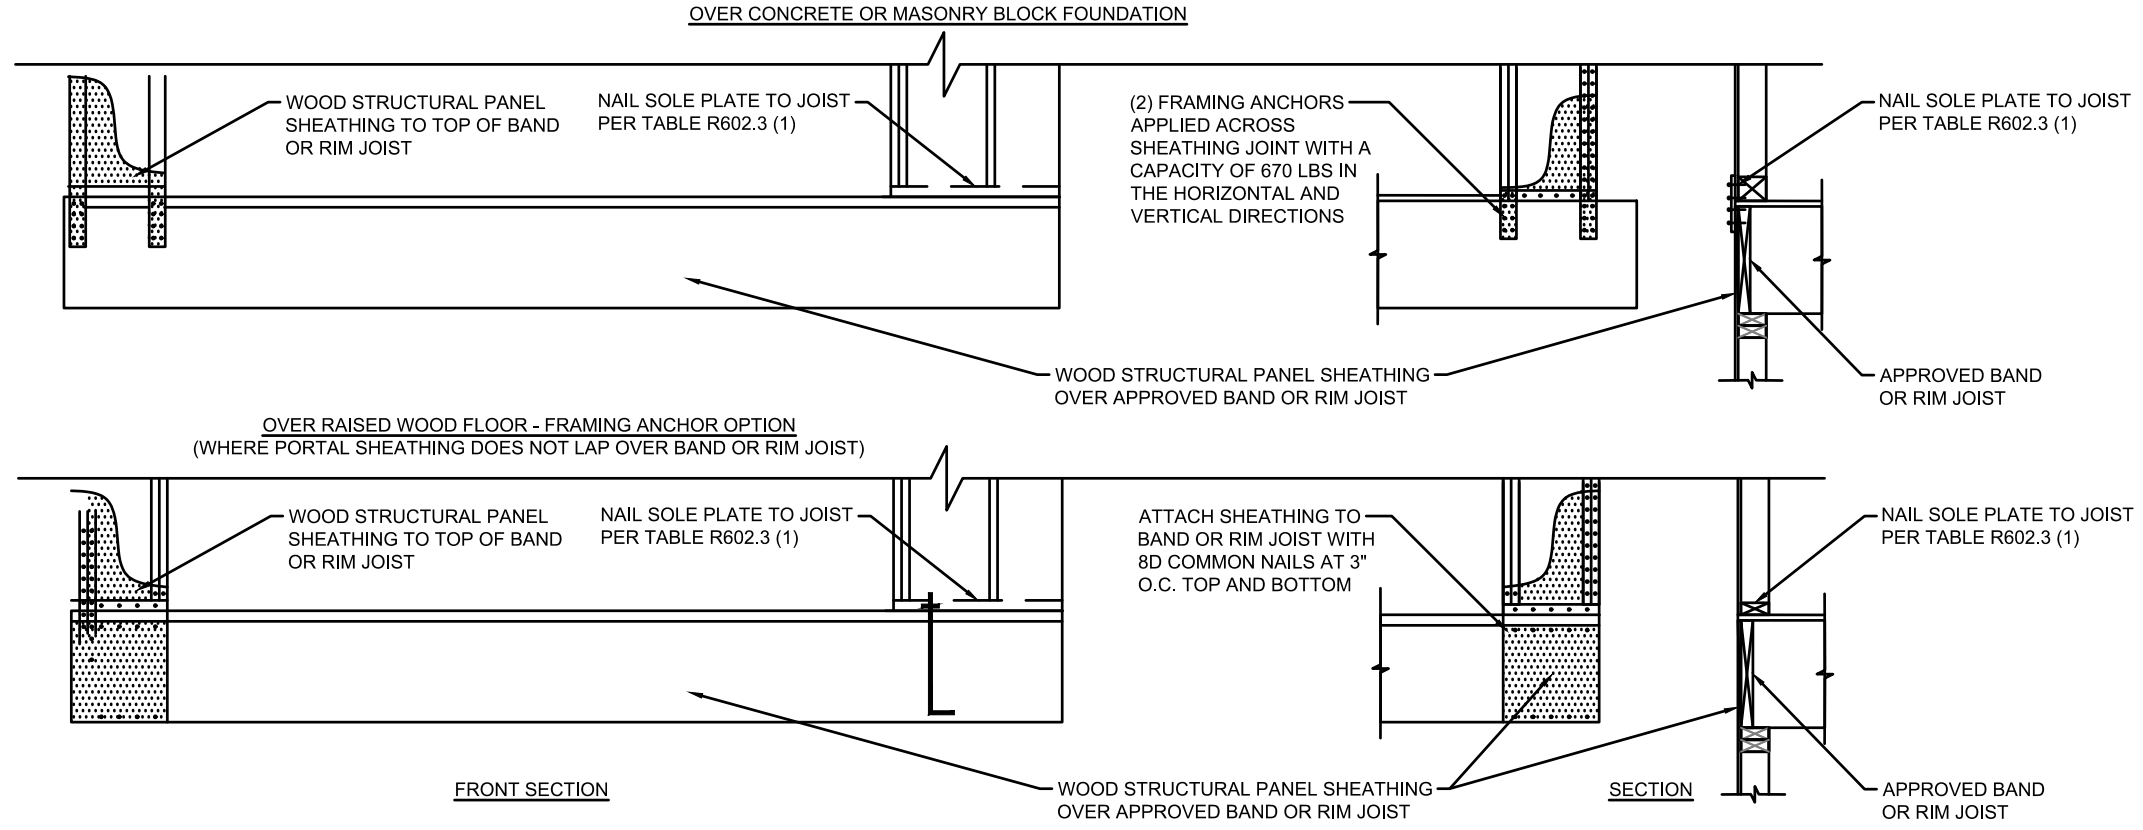 OVER CONCRETE OR MASONRY BLOCK FOUNDATION
WOOD STRUCTURAL PANEL
SHEATHING TO TOP OF BAND
OR RIM JOIST
NAIL SOLE PLATE TO JOIST
PER TABLE R602.3 (1)
(2) FRAMING ANCHORS
APPLIED ACROSS
SHEATHING JOINT WITH A
CAPACITY OF 670 LBS IN
THE HORIZONTAL AND
VERTICAL DIRECTIONS
NAIL SOLE PLATE TO JOIST
PER TABLE R602.3 (1)
WOOD STRUCTURAL PANEL SHEATHING
OVER APPROVED BAND OR RIM JOIST
APPROVED BAND
OR RIM JOIST
OVER RAISED WOOD FLOOR - FRAMING ANCHOR OPTION
(WHERE PORTAL SHEATHING DOES NOT LAP OVER BAND OR RIM JOIST)
WOOD STRUCTURAL PANEL
SHEATHING TO TOP OF BAND
OR RIM JOIST
NAIL SOLE PLATE TO JOIST
PER TABLE R602.3 (1)
ATTACH SHEATHING TO
BAND OR RIM JOIST WITH
8D COMMON NAILS AT 3"
O.C. TOP AND BOTTOM
NAIL SOLE PLATE TO JOIST
PER TABLE R602.3 (1)
FRONT SECTION
WOOD STRUCTURAL PANEL SHEATHING
OVER APPROVED BAND OR RIM JOIST
SECTION
APPROVED BAND
OR RIM JOIST